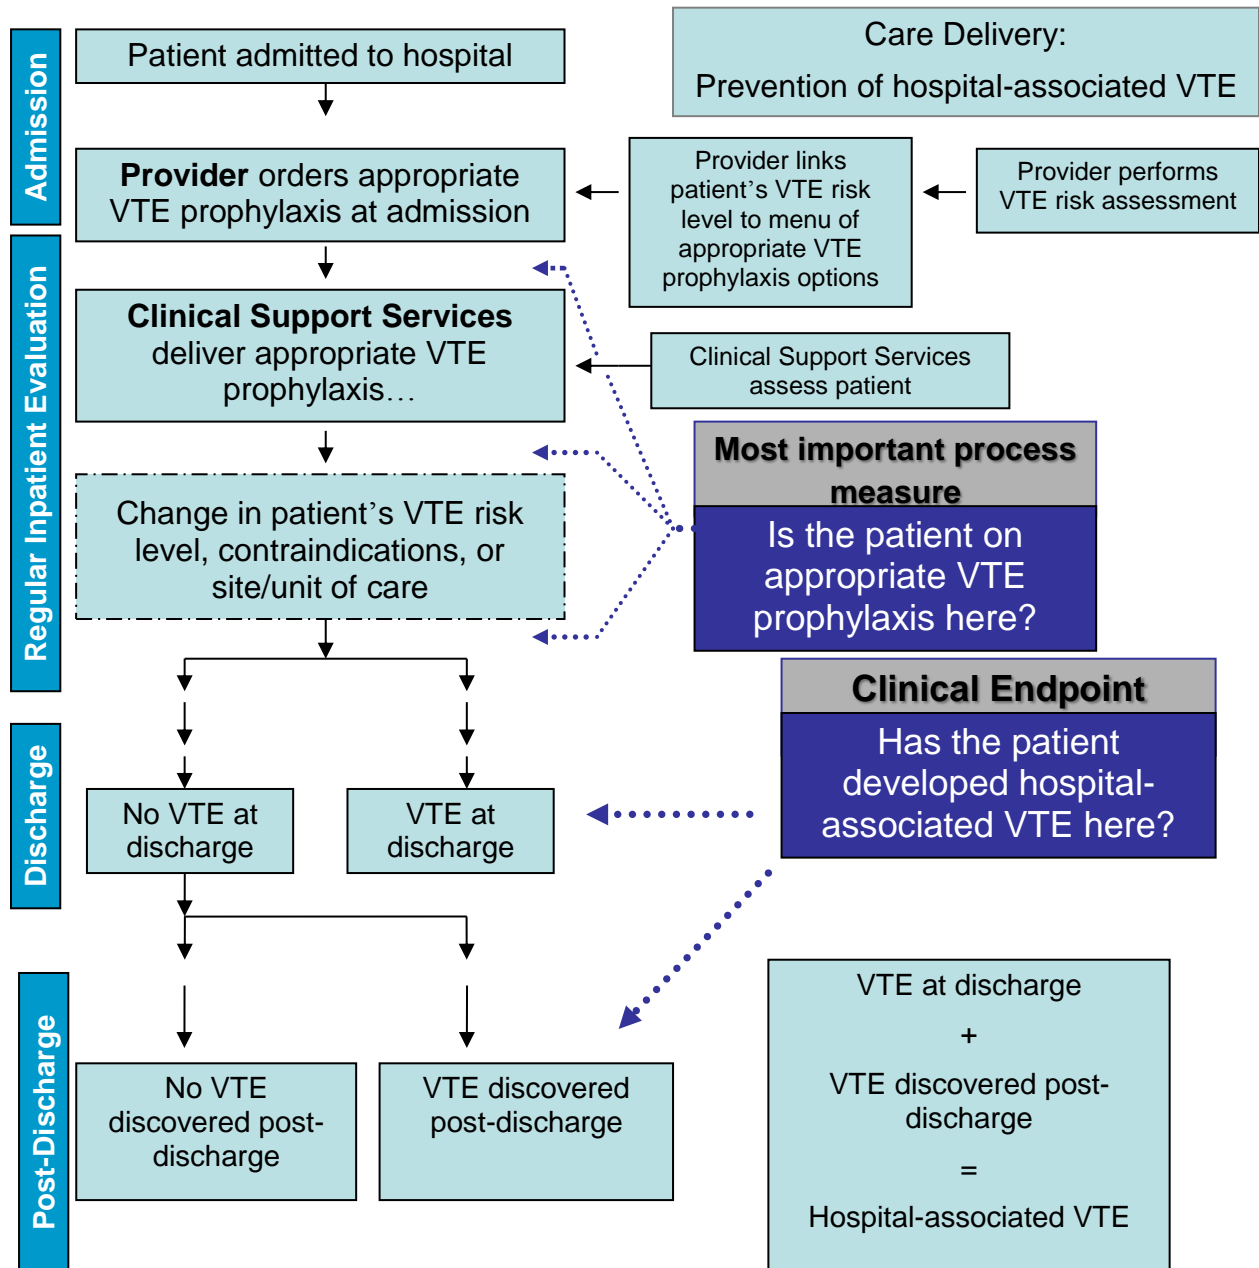 Care Delivery:
Prevention of hospital-associated VTE
Admission
Patient admitted to hospital
Provider orders appropriate
VTE prophylaxis at admission
Provider links
patient’s VTE risk
level to menu of
appropriate VTE
prophylaxis options
Provider performs
VTE risk assessment
Regular Inpatient Evaluation
Clinical Support Services
deliver appropriate VTE
prophylaxis…
Clinical Support Services
assess patient
Change in patient’s VTE risk
level, contraindications, or
site/unit of care
Most important process
measure
Is the patient on
appropriate VTE
prophylaxis here?
Clinical Endpoint
Has the patient
developed hospital-
associated VTE here?
Discharge
No VTE at
discharge
VTE at
discharge
Post-Discharge
No VTE
discovered post-
discharge
VTE discovered
post-discharge
VTE at discharge
+
VTE discovered post-
discharge
=
Hospital-associated VTE